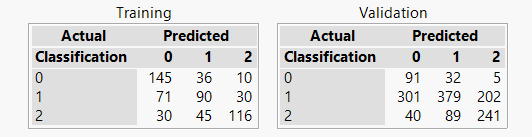 Training
Actual Predicted
Classification 0 1 2
0 145 36 10
1 71 90 30
2 30 45 116
Validation
Actual Predicted
Classification 0 1 2
0 91 32 5
1 301 379 202
2 40 89 241